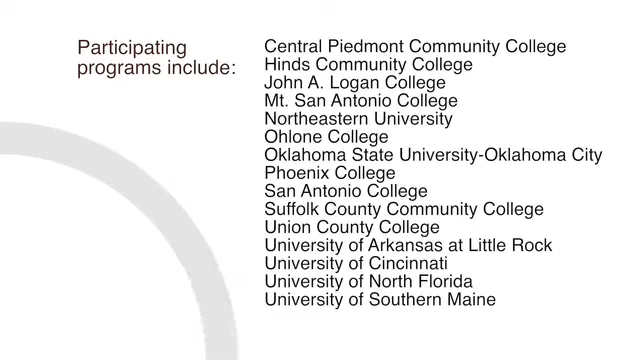 Participating
programs include:
Central Piedmont Community College
Hinds Community College
John A. Logan College
Mt. San Antonio College
Northeastern University
Ohlone College
Oklahoma State University-Oklahoma City
Phoenix College
San Antonio College
Suffolk County Community College
Union County College
University of Arkansas at Little Rock
University of Cincinnati
University of North Florida
University of Southern Maine